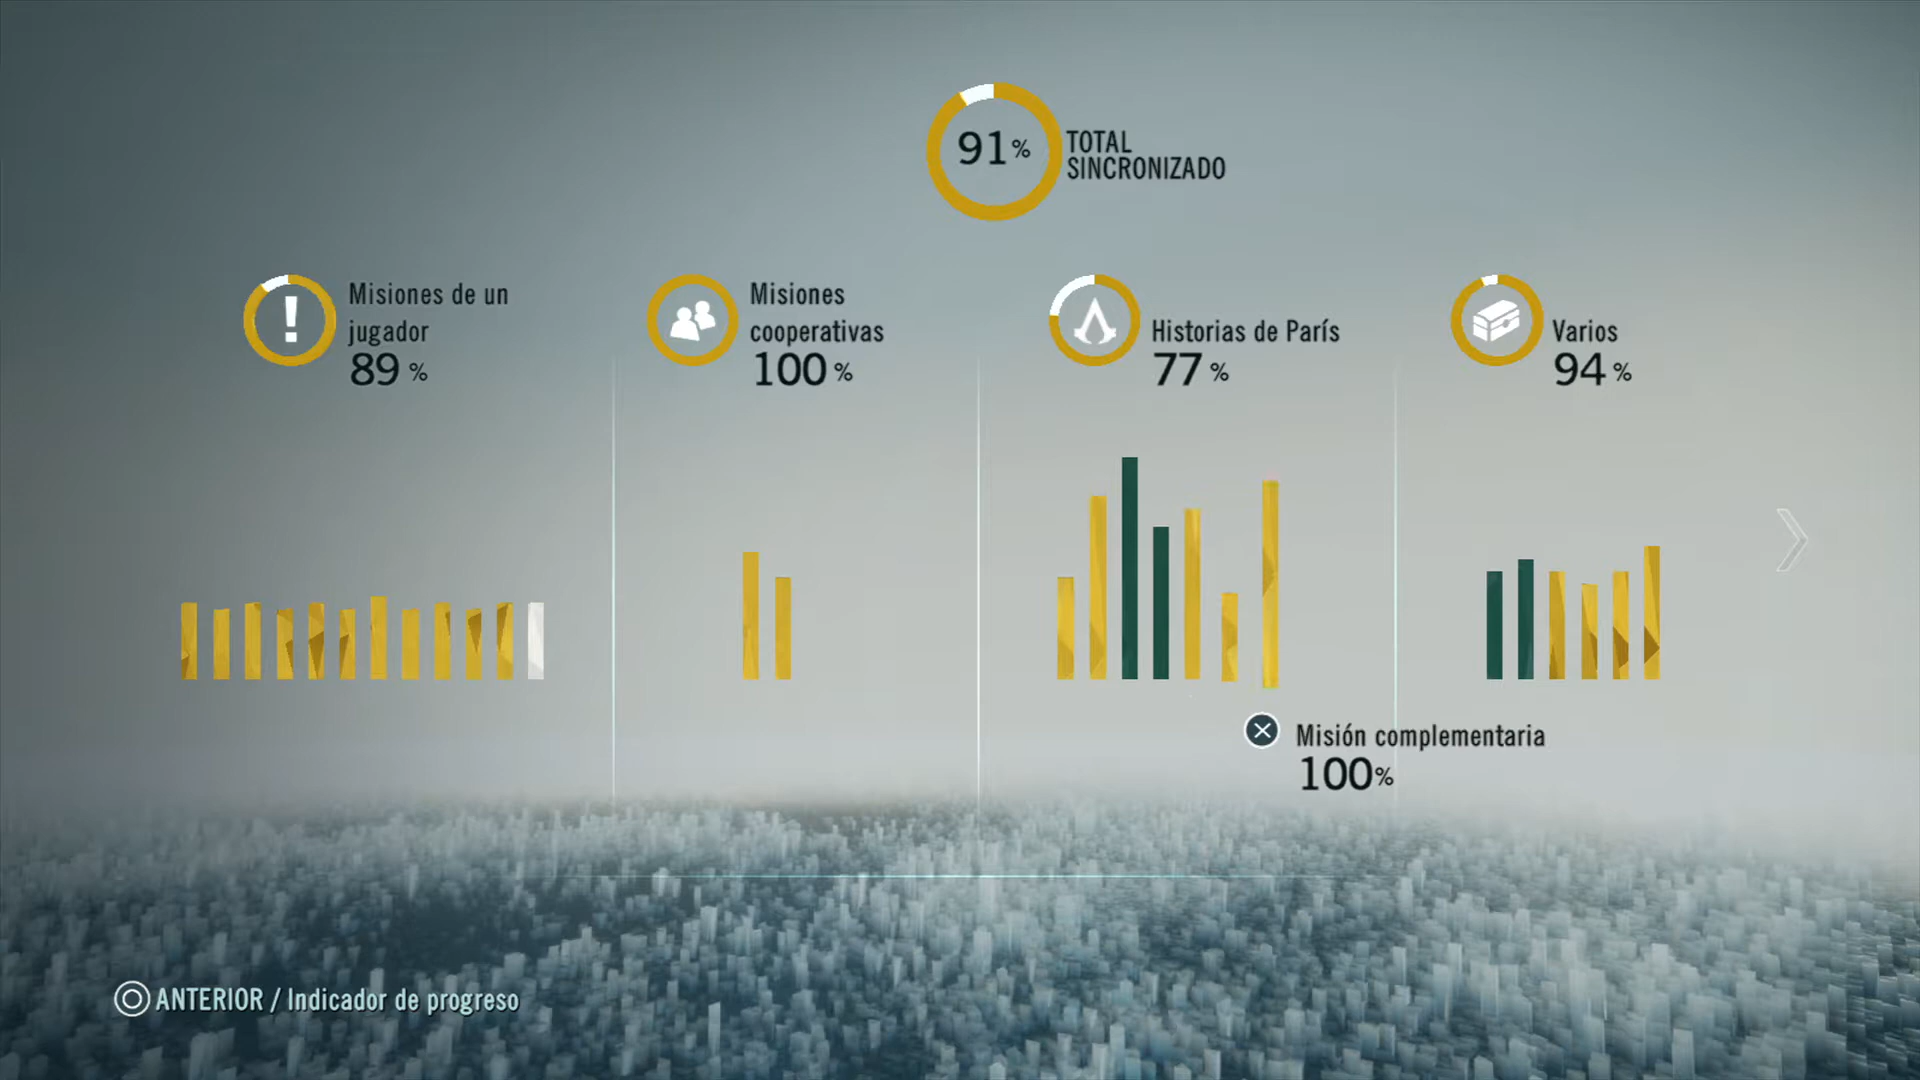 91%
TOTAL
SINCRONIZADO
Misiones de un
jugador
89 %
Misiones
cooperativas
100 %
Historias de París
77 %
Varios
94 %
Misión complementaria
100%
ANTERIOR / Indicador de progreso